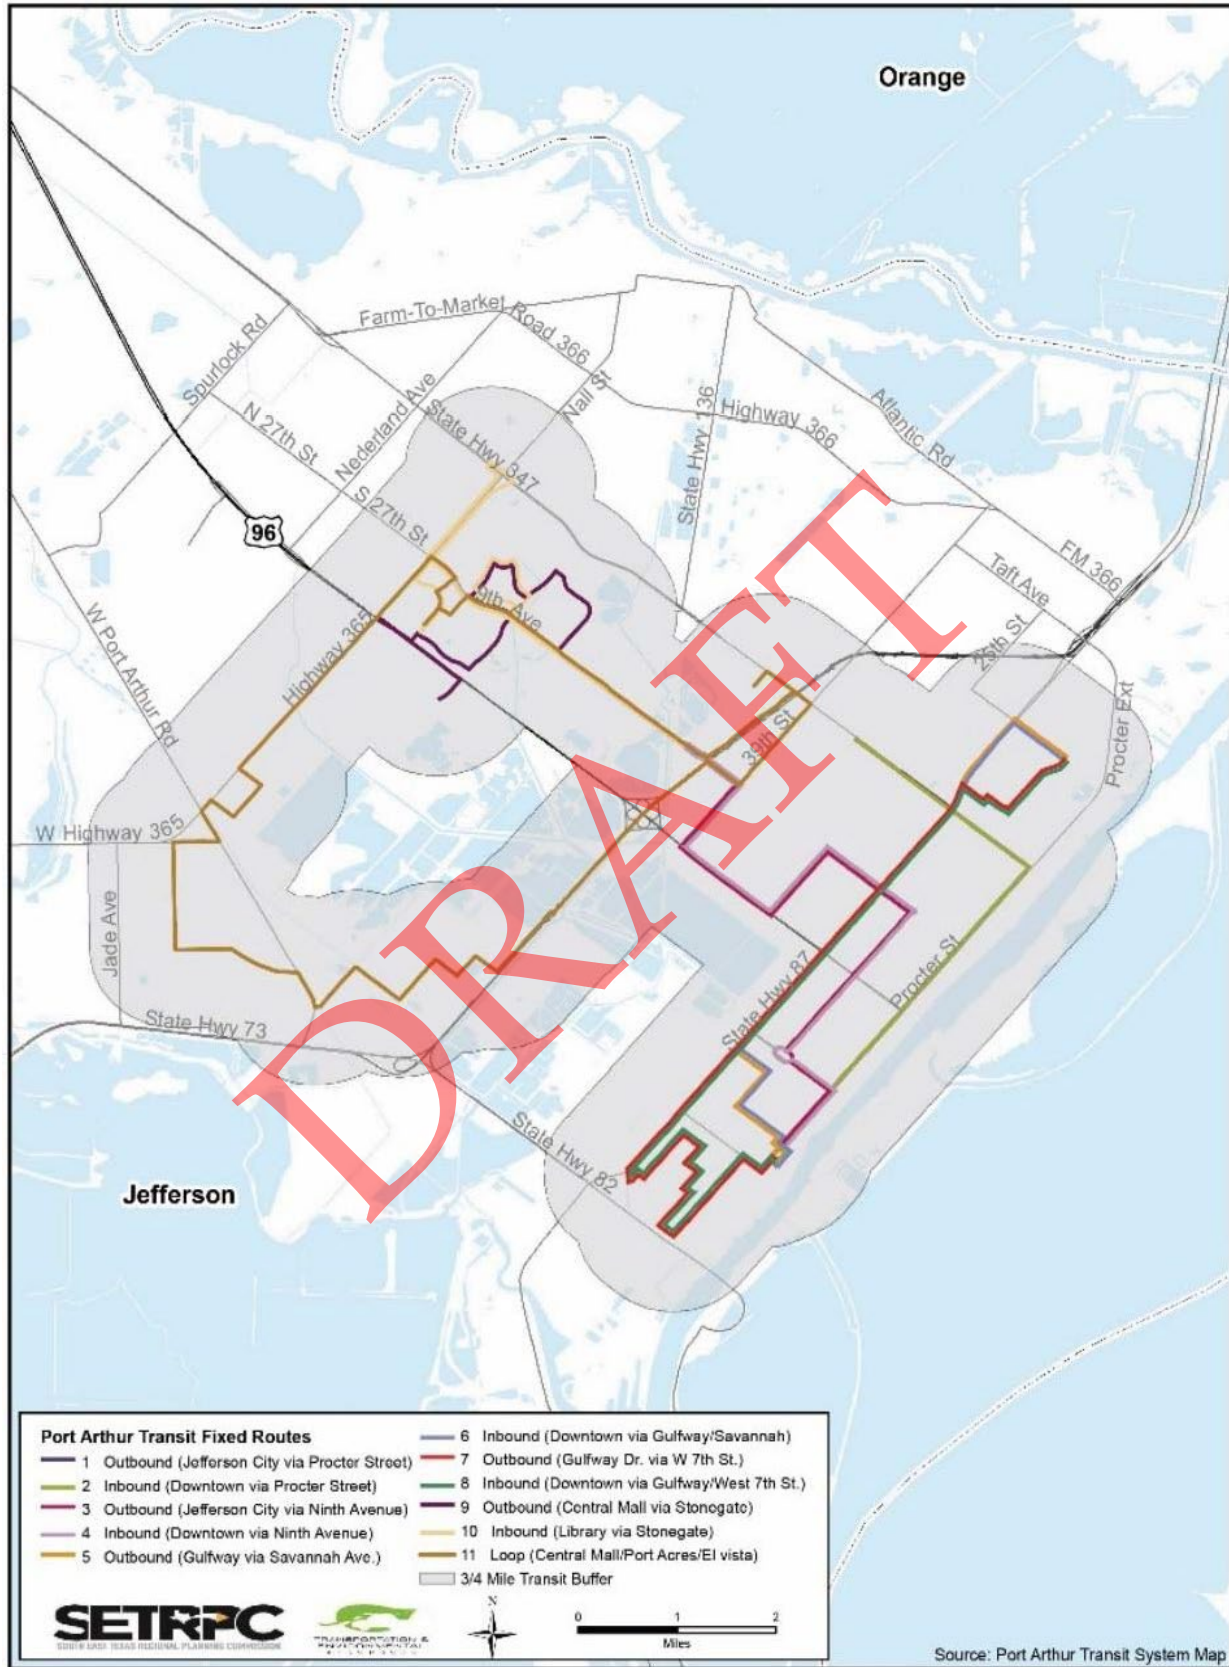 Orange
Farm-To-Market Road 366
Spurlock Rd
Nall St
Nederland Ave
N 27th St
State Hwy 347
State Hwy 136
Highway 366
Atlantic Rd
S 27th St
96
FM 366
Taft Ave
25th St
9th Ave
Highway 365
W Port Arthur Rd
39th St
Procter Ext
W Highway 365
Jade Ave
State Hwy 87
Procter St
State Hwy 73
State Hwy 82
Jefferson
DRAFT
Port Arthur Transit Fixed Routes
1 Outbound (Jefferson City via Procter Street)
2 Inbound (Downtown via Procter Street)
3 Outbound (Jefferson City via Ninth Avenue)
4 Inbound (Downtown via Ninth Avenue)
5 Outbound (Gulfway via Savannah Ave.)
6 Inbound (Downtown via Gulfway/Savannah)
7 Outbound (Gulfway Dr. via W 7th St.)
8 Inbound (Downtown via Gulfway/West 7th St.)
9 Outbound (Central Mall via Stonegate)
10 Inbound (Library via Stonegate)
11 Loop (Central Mall/Port Acres/El vista)
3/4 Mile Transit Buffer
SETRPC
SOUTH EAST TEXAS REGIONAL PLANNING COMMISSION
TRANSPORTATION &
ENVIRONMENTAL
N
0 1 2
Miles
Source: Port Arthur Transit System Map